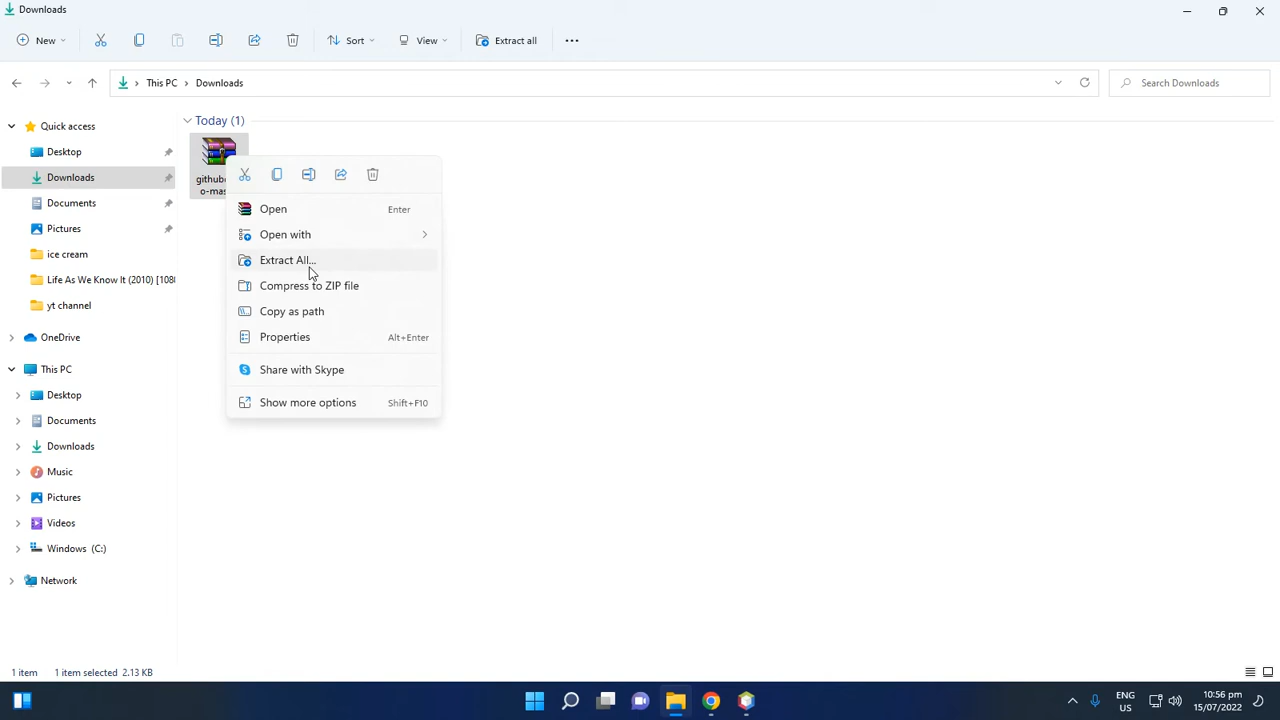 Downloads
New
Sort
View
Extract all
This PC
Downloads
Search Downloads
Quick access
Desktop
Downloads
Documents
Pictures
ice cream
Life As We Know It (2010) [108
yt channel
OneDrive
This PC
Desktop
Documents
Downloads
Music
Pictures
Videos
Windows (C:)
Network
Today (1)
github
o-mas
Open Enter
Open with
Extract All...
Compress to ZIP file
Copy as path
Properties Alt+Enter
Share with Skype
Show more options Shift+F10
1 item 1 item selected 2.13 KB
ENG
US
10:56 pm
15/07/2022